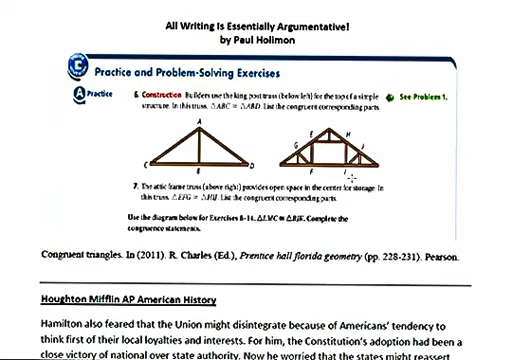 All Writing Is Essentially Argumentative!
by Paul Hollmon
C
Practice and Problem-Solving Exercises
A Practice
6. Construction Builders use the king post truss (below left) for the top of a simple
structure. In this truss, △ABC ≅ △ABD. List the congruent corresponding parts.
See Problem 1.
A
C
B
D
E
H
G
J
F
I
7. The attic frame truss (above right) provides open space in the center for storage. In
this truss, △EFG ≅ △HIJ. List the congruent corresponding parts.
Use the diagram below for Exercises 8-14. △LMC ≅ △BJK. Complete the
congruence statements.
Congruent triangles. In (2011). R. Charles (Ed.), Prentice hall florida geometry (pp. 228-231). Pearson.
Houghton Mifflin AP American History
Hamilton also feared that the Union might disintegrate because of Americans' tendency to
think first of their local loyalties and interests. For him, the Constitution's adoption had been a
close victory of national over state authority. Now he worried that the states might reassert